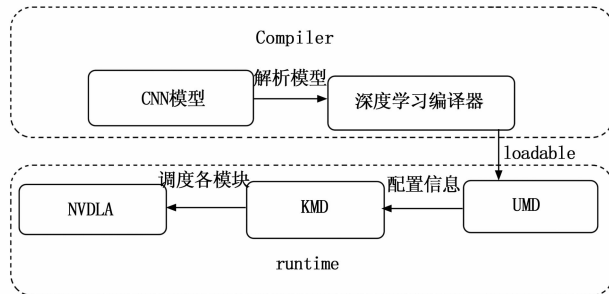 Compiler
解析模型
CNN模型
深度学习编译器
loadable
调度各模块
配置信息
NVDLA
KMD
UMD
runtime